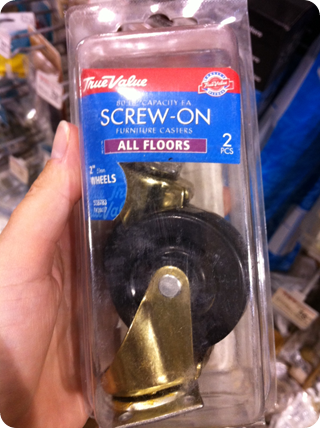 True Value
80 LB. CAPACITY EA.
SCREW-ON
FURNITURE CASTERS
ALL FLOORS
2
PCS
2"
WHEELS